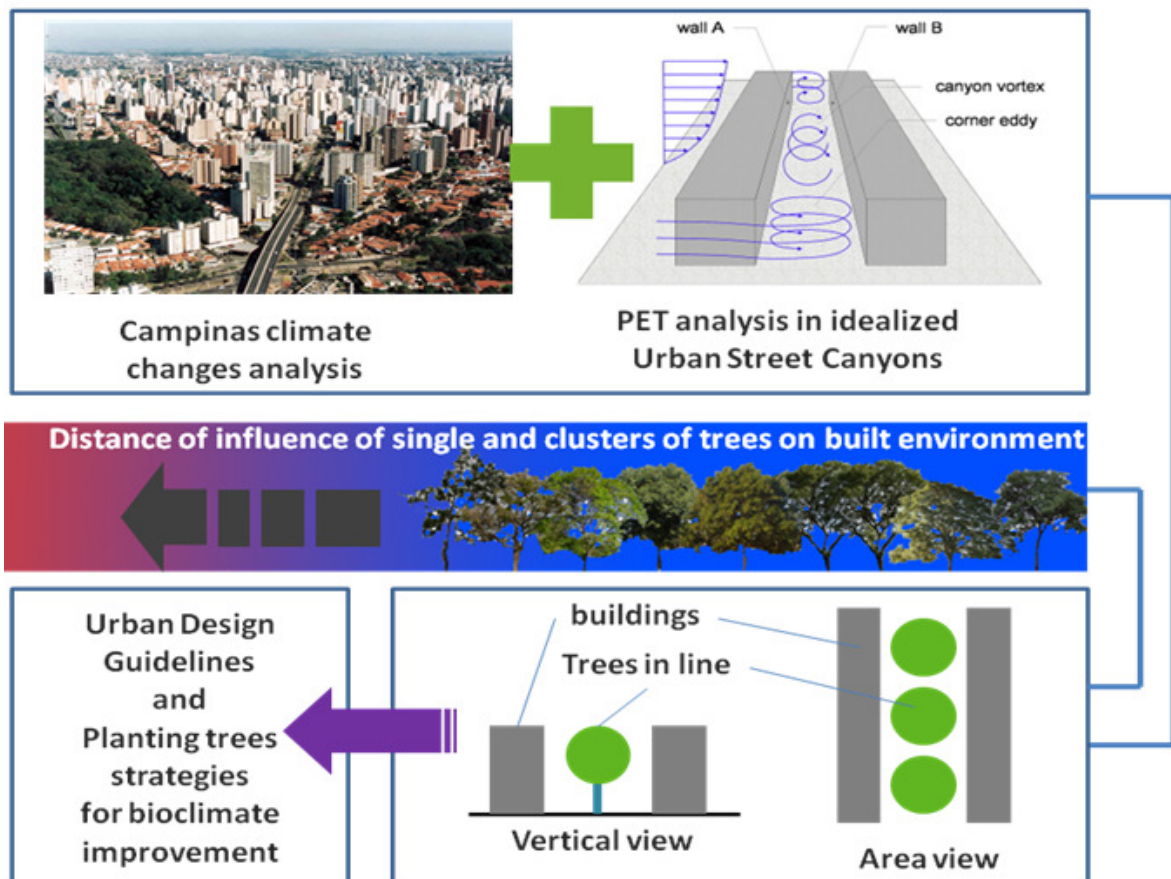 wall A
wall B
canyon vortex
corner eddy
Campinas climate
changes analysis
PET analysis in idealized
Urban Street Canyons
Distance of influence of single and clusters of trees on built environment
Urban Design
Guidelines
and
Planting trees
strategies
for bioclimate
improvement
buildings
Trees in line
Vertical view
Area view